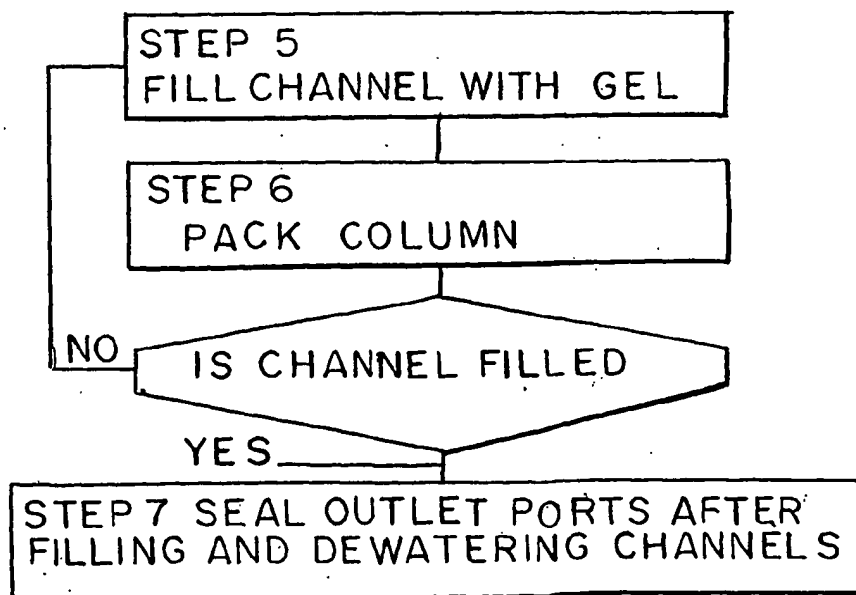 STEP 5
FILL CHANNEL WITH GEL
STEP 6
PACK COLUMN
NO
IS CHANNEL FILLED
YES
STEP 7 SEAL OUTLET PORTS AFTER
FILLING AND DEWATERING CHANNELS